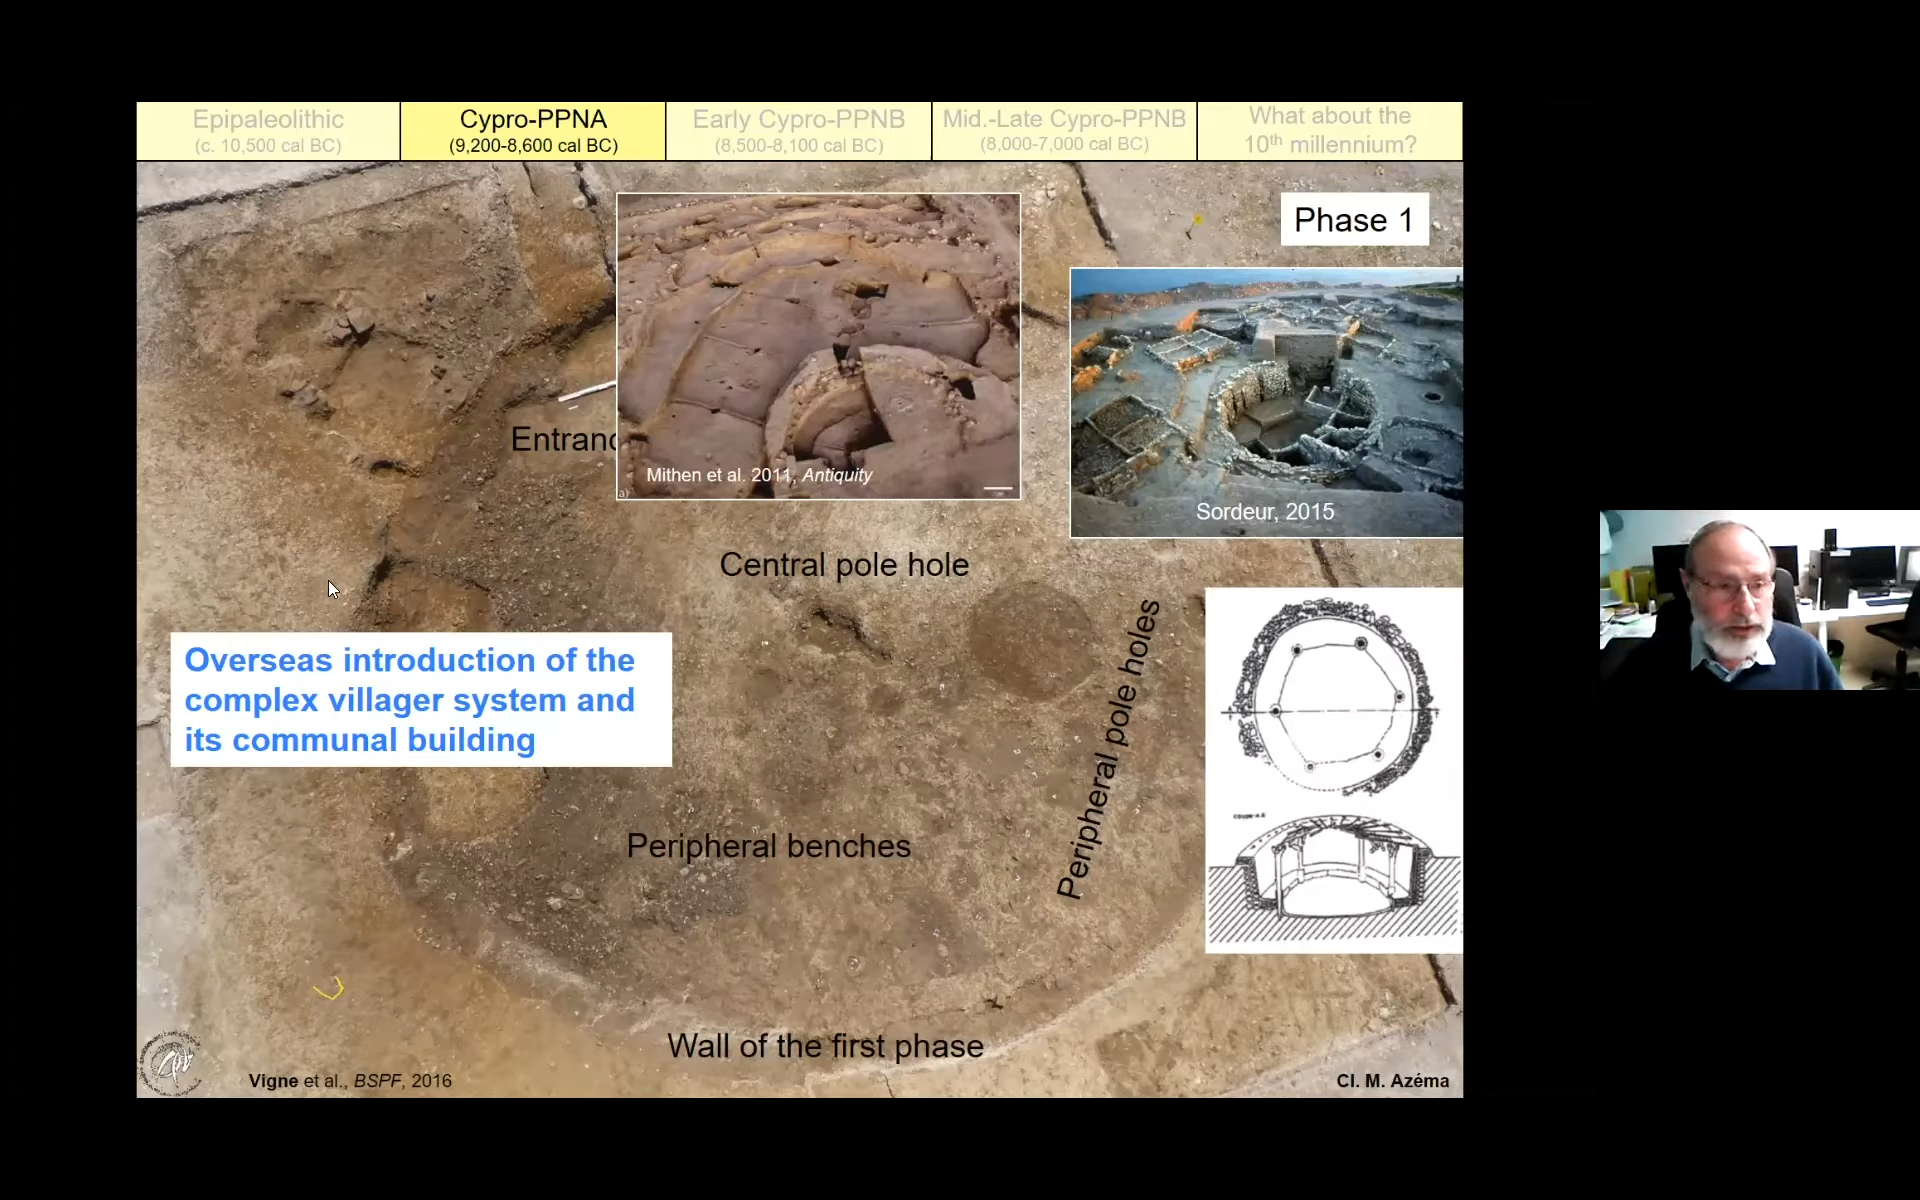 Epipaleolithic
(c. 10,500 cal BC)
Cypro-PPNA
(9,200-8,600 cal BC)
Early Cypro-PPNB
(8,500-8,100 cal BC)
Mid.-Late Cypro-PPNB
(8,000-7,000 cal BC)
What about the
10th millennium?
Phase 1
Entranc
Mithen et al. 2011, Antiquity
a)
Sordeur, 2015
Central pole hole
Peripheral pole holes
Overseas introduction of the
complex villager system and
its communal building
Peripheral benches
Wall of the first phase
Vigne et al., BSPF, 2016
Cl. M. Azéma